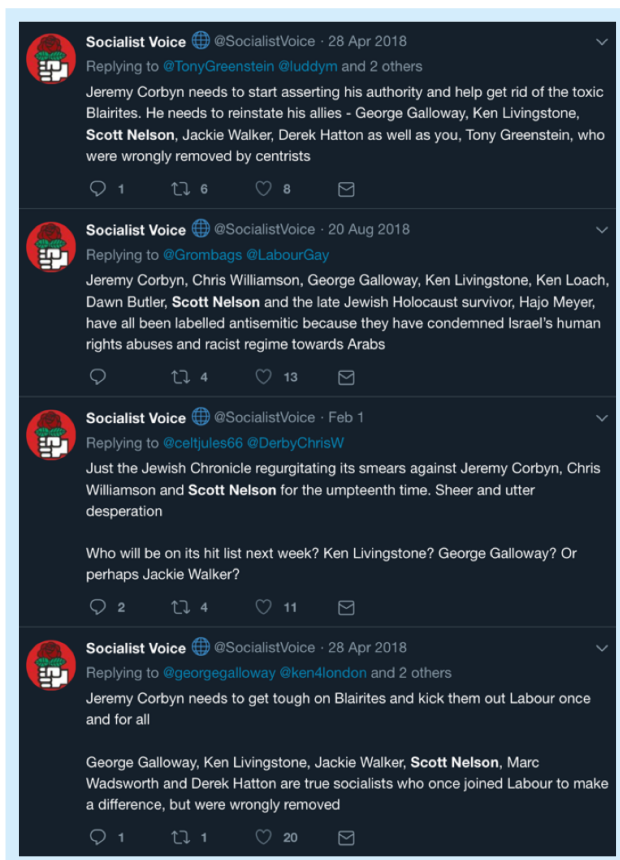 Socialist Voice @SocialistVoice · 28 Apr 2018
Replying to @TonyGreenstein @luddym and 2 others
Jeremy Corbyn needs to start asserting his authority and help get rid of the toxic
Blairites. He needs to reinstate his allies - George Galloway, Ken Livingstone,
Scott Nelson, Jackie Walker, Derek Hatton as well as you, Tony Greenstein, who
were wrongly removed by centrists
1 6 8
Socialist Voice @SocialistVoice · 20 Aug 2018
Replying to @Grombags @LabourGay
Jeremy Corbyn, Chris Williamson, George Galloway, Ken Livingstone, Ken Loach,
Dawn Butler, Scott Nelson and the late Jewish Holocaust survivor, Hajo Meyer,
have all been labelled antisemitic because they have condemned Israel's human
rights abuses and racist regime towards Arabs
4 13
Socialist Voice @SocialistVoice · Feb 1
Replying to @celtjules66 @DerbyChrisW
Just the Jewish Chronicle regurgitating its smears against Jeremy Corbyn, Chris
Williamson and Scott Nelson for the umpteenth time. Sheer and utter
desperation
Who will be on its hit list next week? Ken Livingstone? George Galloway? Or
perhaps Jackie Walker?
2 4 11
Socialist Voice @SocialistVoice · 28 Apr 2018
Replying to @georgegalloway @ken4london and 2 others
Jeremy Corbyn needs to get tough on Blairites and kick them out Labour once
and for all
George Galloway, Ken Livingstone, Jackie Walker, Scott Nelson, Marc
Wadsworth and Derek Hatton are true socialists who once joined Labour to make
a difference, but were wrongly removed
1 1 20